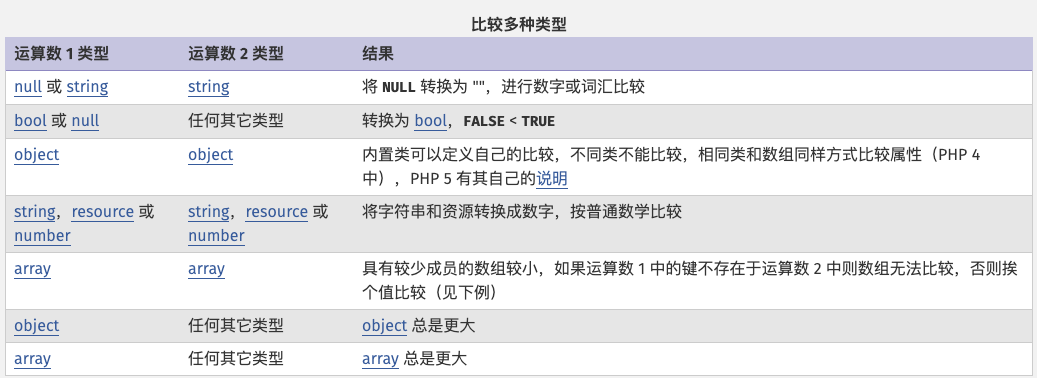 比较多种类型
运算数 1 类型 运算数 2 类型 结果
null 或 string string 将 NULL 转换为 ""，进行数字或词汇比较
bool 或 null 任何其它类型 转换为 bool，FALSE < TRUE
object object 内置类可以定义自己的比较，不同类不能比较，相同类和数组同样方式比较属性（PHP 4
中），PHP 5 有其自己的说明
string，resource 或 string，resource 或 将字符串和资源转换成数字，按普通数学比较
number number
array array 具有较少成员的数组较小，如果运算数 1 中的键不存在于运算数 2 中则数组无法比较，否则挨
个值比较（见下例）
object 任何其它类型 object 总是更大
array 任何其它类型 array 总是更大